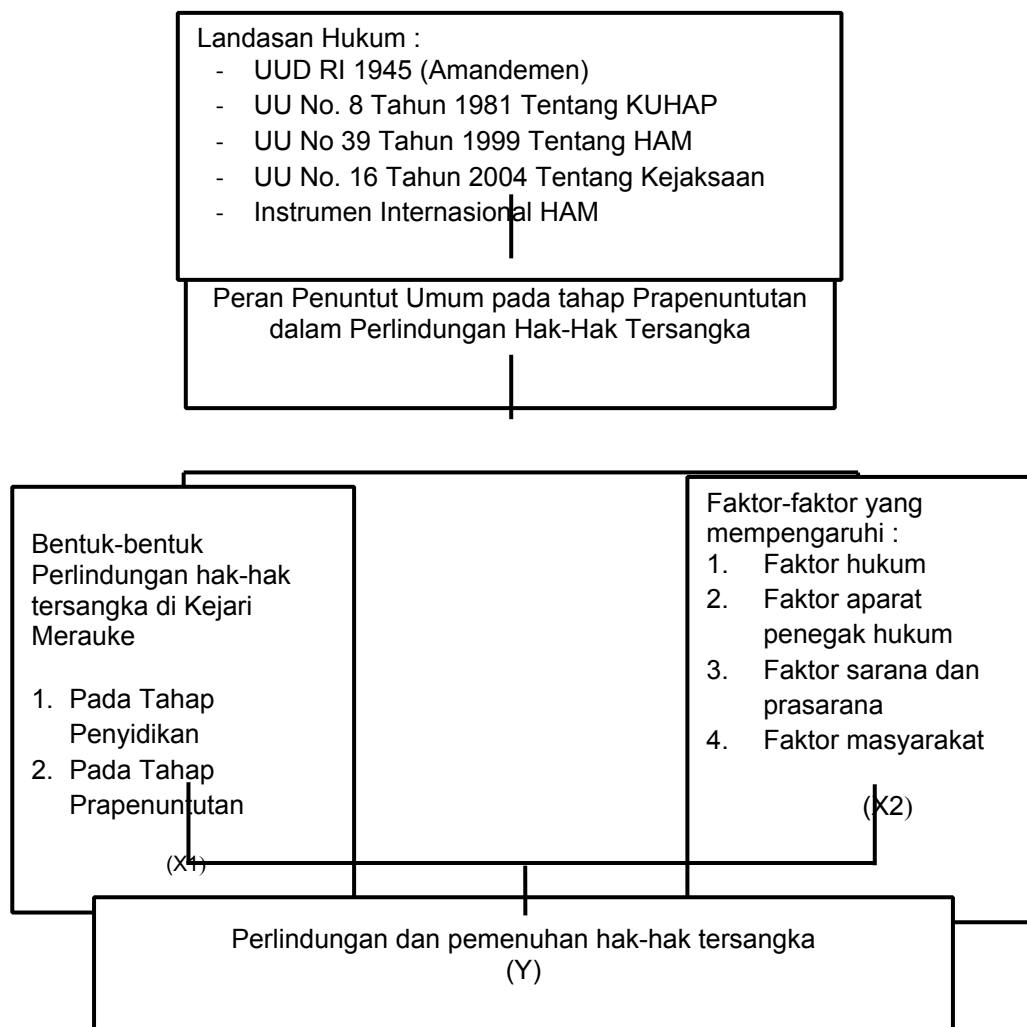 Landasan Hukum :
- UUD RI 1945 (Amandemen)
- UU No. 8 Tahun 1981 Tentang KUHAP
- UU No 39 Tahun 1999 Tentang HAM
- UU No. 16 Tahun 2004 Tentang Kejaksaan
- Instrumen Internasional HAM
Peran Penuntut Umum pada tahap Prapenuntutan
dalam Perlindungan Hak-Hak Tersangka
Bentuk-bentuk
Perlindungan hak-hak
tersangka di Kejari
Merauke
1. Pada Tahap
Penyidikan
2. Pada Tahap
Prapenuntutan
(X1)
Faktor-faktor yang
mempengaruhi :
1. Faktor hukum
2. Faktor aparat
penegak hukum
3. Faktor sarana dan
prasarana
4. Faktor masyarakat
(X2)
Perlindungan dan pemenuhan hak-hak tersangka
(Y)